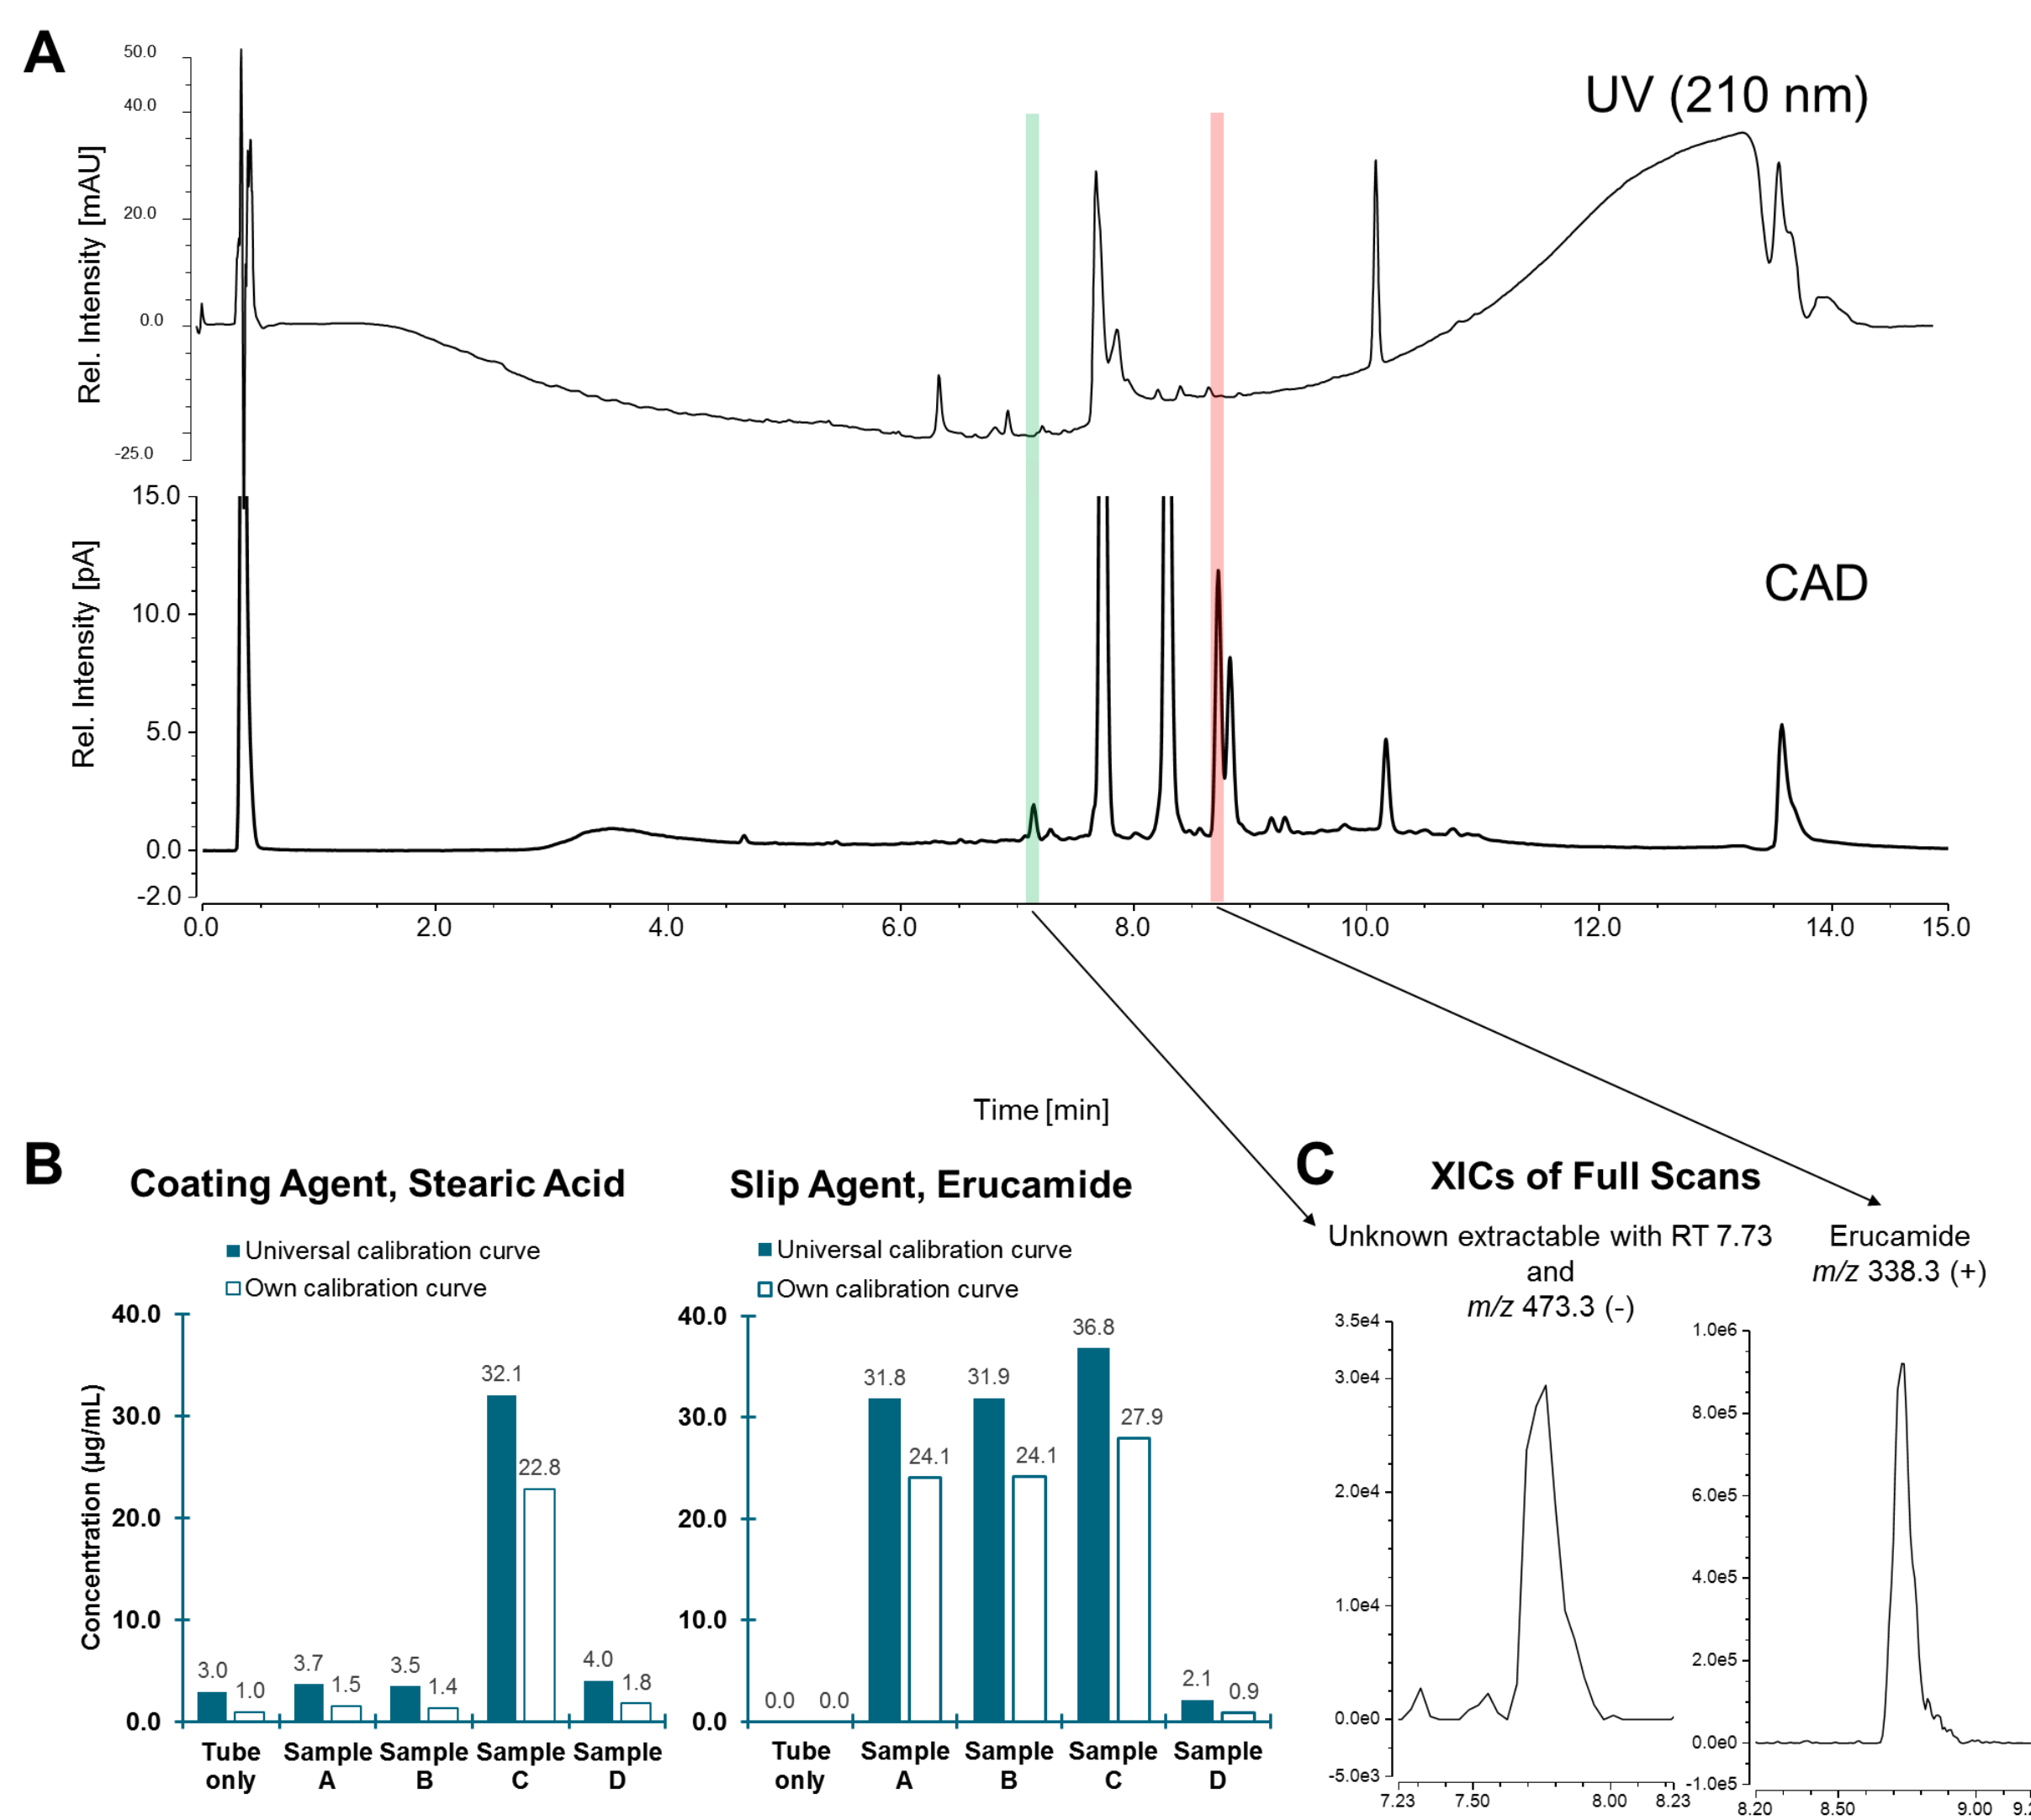 A
UV (210 nm)
Rel. Intensity [mAU]
50.0
40.0
20.0
0.0
-25.0
CAD
Rel. Intensity [pA]
15.0
10.0
5.0
0.0
-2.0
0.0 2.0 4.0 6.0 8.0 10.0 12.0 14.0 15.0
Time [min]
B
Coating Agent, Stearic Acid
Universal calibration curve
Own calibration curve
Concentration (µg/mL)
40.0
30.0
20.0
10.0
0.0
3.0 1.0 3.7 1.5 3.5 1.4 32.1 22.8 4.0 1.8
Tube Sample Sample Sample Sample
only A B C D
Slip Agent, Erucamide
Universal calibration curve
Own calibration curve
40.0
30.0
20.0
10.0
0.0
0.0 0.0 31.8 24.1 31.9 24.1 36.8 27.9 2.1 0.9
Tube Sample Sample Sample Sample
only A B C D
C
XICs of Full Scans
Unknown extractable with RT 7.73
and
m/z 473.3 (-)
3.5e4
3.0e4
2.0e4
1.0e4
0.0e0
-5.0e3
7.23 7.50 8.00 8.23
Erucamide
m/z 338.3 (+)
1.0e6
8.0e5
6.0e5
4.0e5
2.0e5
0.0e0
-1.0e5
8.20 8.50 9.00